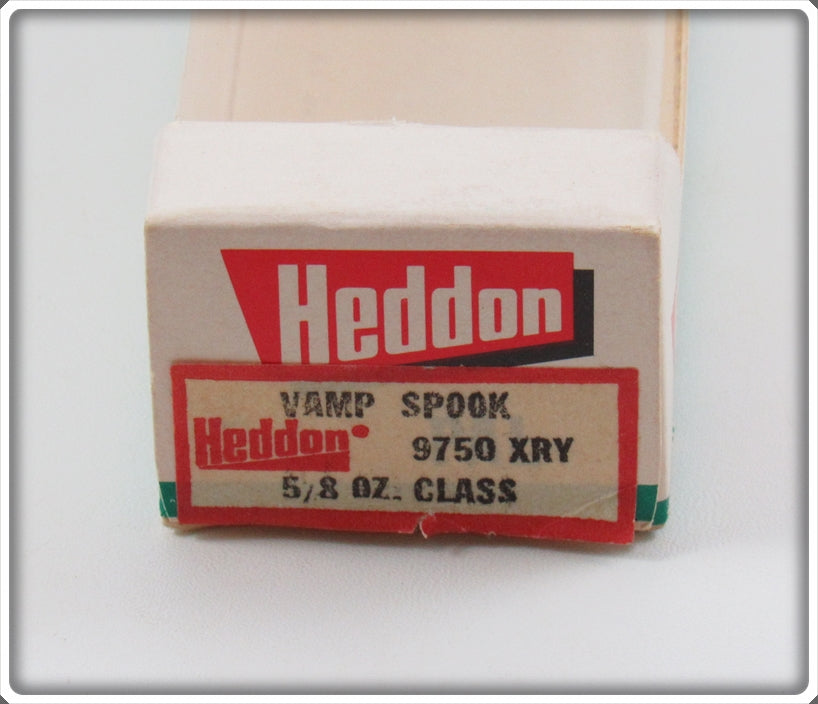 Heddon
VAMP SPOOK
Heddon 9750 XRY
5/8 OZ. CLASS